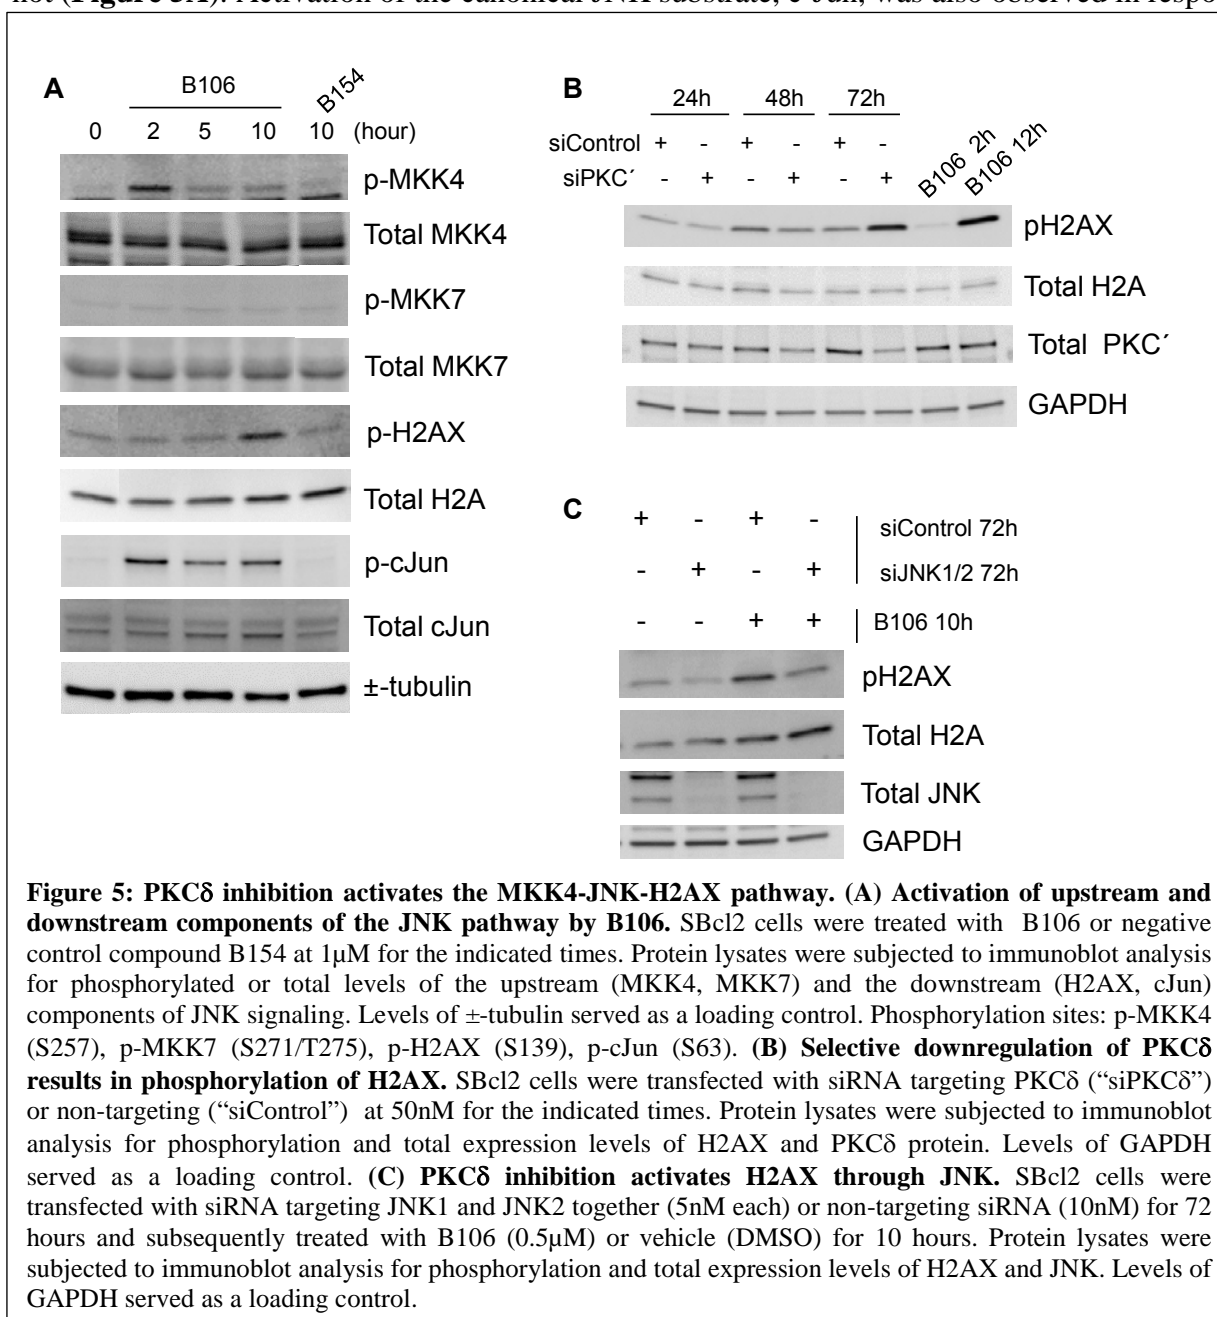 not (Figure 5A). Activation of the canonical JNK substrate, c-Jun, was also observed in respo
A
B106
B154
0 2 5 10 10 (hour)
p-MKK4
Total MKK4
p-MKK7
Total MKK7
p-H2AX
Total H2A
p-cJun
Total cJun
±-tubulin
B
24h 48h 72h
siControl + - + - + -
siPKC´ - + - + - +
B106 2h
B106 12h
pH2AX
Total H2A
Total PKC´
GAPDH
C
+ - + - siControl 72h
- + - + siJNK1/2 72h
- - + + B106 10h
pH2AX
Total H2A
Total JNK
GAPDH
Figure 5: PKCδ inhibition activates the MKK4-JNK-H2AX pathway. (A) Activation of upstream and
downstream components of the JNK pathway by B106. SBcl2 cells were treated with B106 or negative
control compound B154 at 1µM for the indicated times. Protein lysates were subjected to immunoblot analysis
for phosphorylated or total levels of the upstream (MKK4, MKK7) and the downstream (H2AX, cJun)
components of JNK signaling. Levels of ±-tubulin served as a loading control. Phosphorylation sites: p-MKK4
(S257), p-MKK7 (S271/T275), p-H2AX (S139), p-cJun (S63). (B) Selective downregulation of PKCδ
results in phosphorylation of H2AX. SBcl2 cells were transfected with siRNA targeting PKCδ (“siPKCδ”)
or non-targeting (“siControl”) at 50nM for the indicated times. Protein lysates were subjected to immunoblot
analysis for phosphorylation and total expression levels of H2AX and PKCδ protein. Levels of GAPDH
served as a loading control. (C) PKCδ inhibition activates H2AX through JNK. SBcl2 cells were
transfected with siRNA targeting JNK1 and JNK2 together (5nM each) or non-targeting siRNA (10nM) for 72
hours and subsequently treated with B106 (0.5µM) or vehicle (DMSO) for 10 hours. Protein lysates were
subjected to immunoblot analysis for phosphorylation and total expression levels of H2AX and JNK. Levels of
GAPDH served as a loading control.